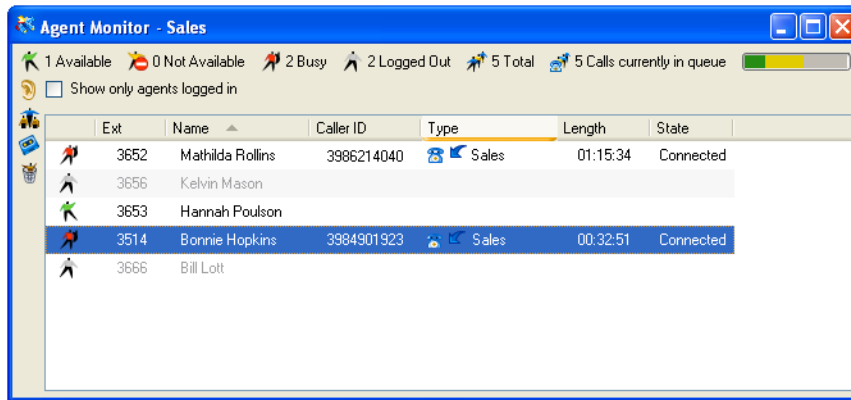 Agent Monitor - Sales
1 Available 0 Not Available 2 Busy 2 Logged Out 5 Total 5 Calls currently in queue
Show only agents logged in
Ext Name Caller ID Type Length State
3652 Mathilda Rollins 3986214040 Sales 01:15:34 Connected
3656 Kelvin Mason
3653 Hannah Poulson
3514 Bonnie Hopkins 3984901923 Sales 00:32:51 Connected
3666 Bill Lott